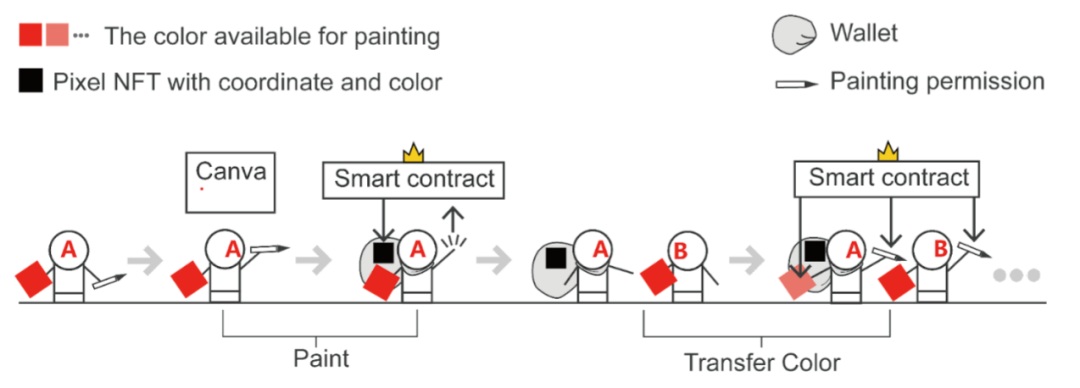 The color available for painting
Wallet
Pixel NFT with coordinate and color
Painting permission
Canva
Smart contract
Smart contract
A
A
A
A
B
A
B
Paint
Transfer Color